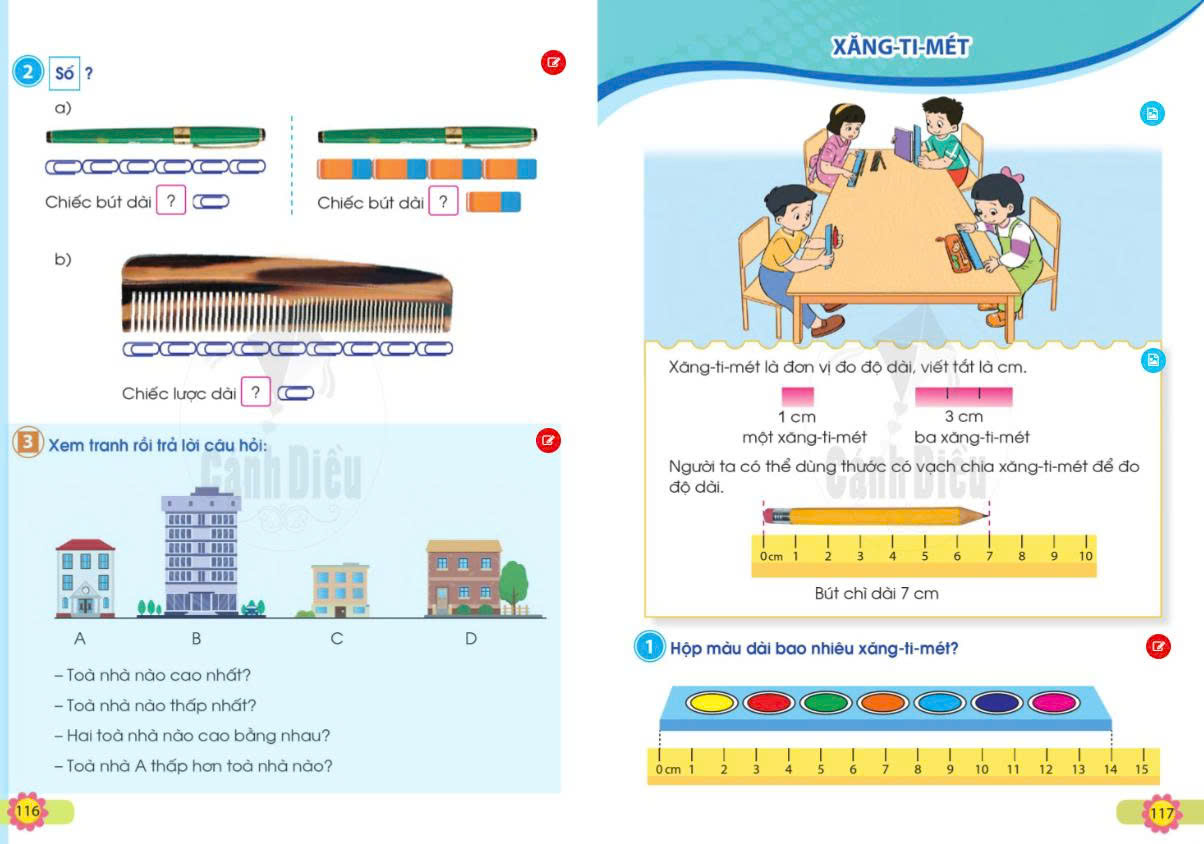 2 Số ?
a)
Chiếc bút dài ?
Chiếc bút dài ?
b)
Chiếc lược dài ?
3 Xem tranh rồi trả lời câu hỏi:
Cánh Diều
A B C D
– Toà nhà nào cao nhất?
– Toà nhà nào thấp nhất?
– Hai toà nhà nào cao bằng nhau?
– Toà nhà A thấp hơn toà nhà nào?
116
XĂNG-TI-MÉT
Xăng-ti-mét là đơn vị đo độ dài, viết tắt là cm.
1 cm 3 cm
một xăng-ti-mét ba xăng-ti-mét
Người ta có thể dùng thước có vạch chia xăng-ti-mét để đo
độ dài.
Cánh Diều
0cm 1 2 3 4 5 6 7 8 9 10
Bút chì dài 7 cm
1 Hộp màu dài bao nhiêu xăng-ti-mét?
0cm 1 2 3 4 5 6 7 8 9 10 11 12 13 14 15
117